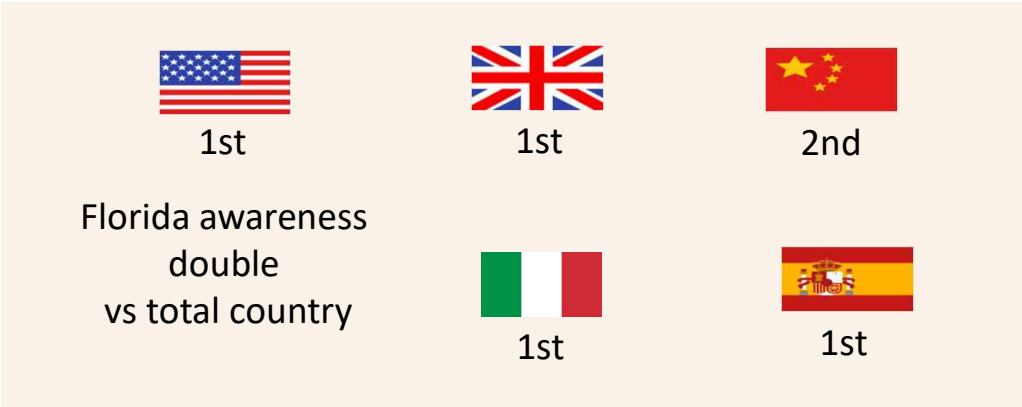 1st
1st
2nd
Florida awareness
double
vs total country
1st
1st